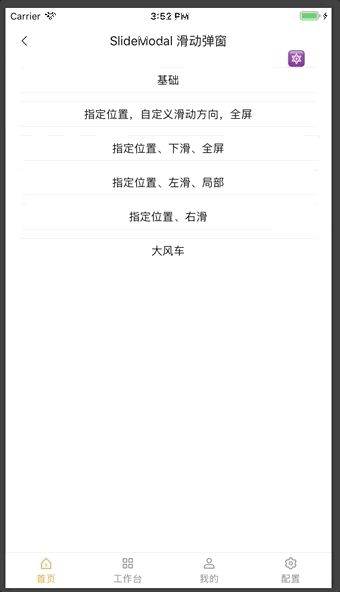 Carrier 3:52 PM
SlideModal 滑动弹窗
基础
指定位置，自定义滑动方向，全屏
指定位置、下滑、全屏
指定位置、左滑、局部
指定位置、右滑
大风车
首页 工作台 我的 配置